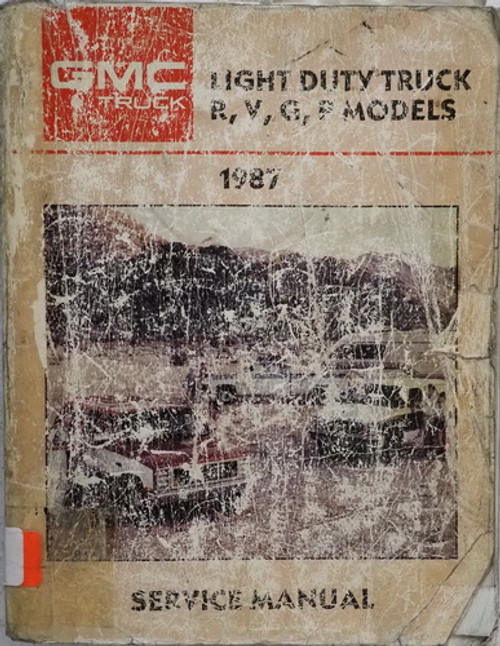 GMC
TRUCK
LIGHT DUTY TRUCK
R, V, G, P MODELS
1987
SERVICE MANUAL